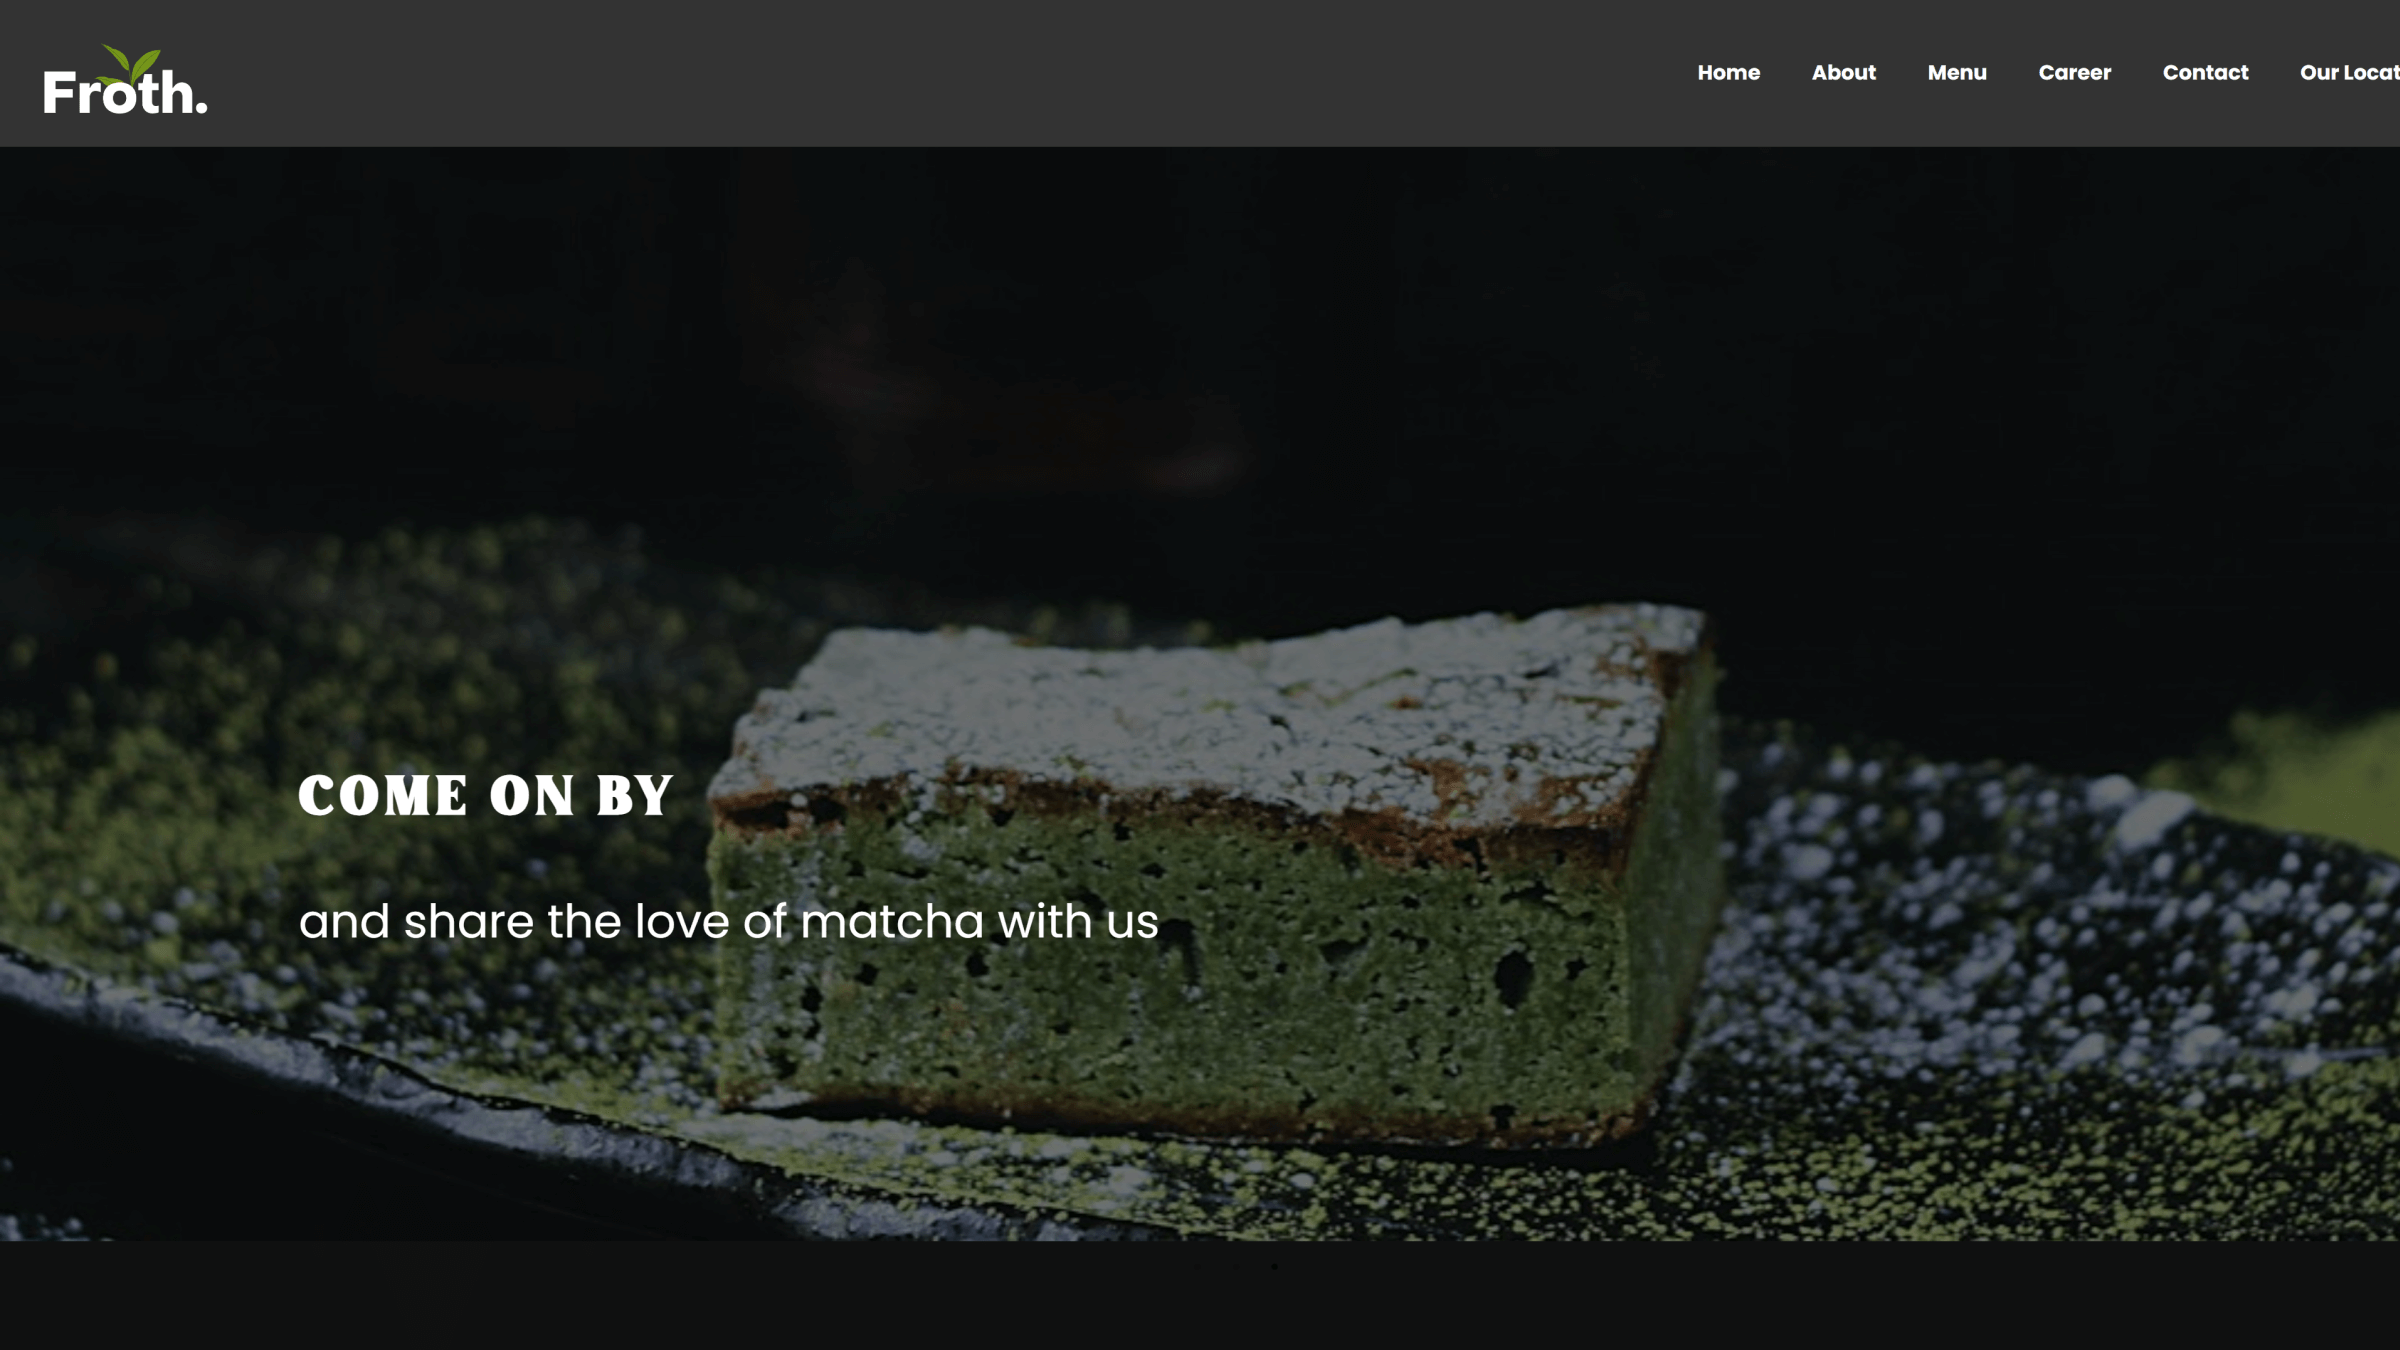 Froth.
Home About Menu Career Contact Our Locat
COME ON BY
and share the love of matcha with us